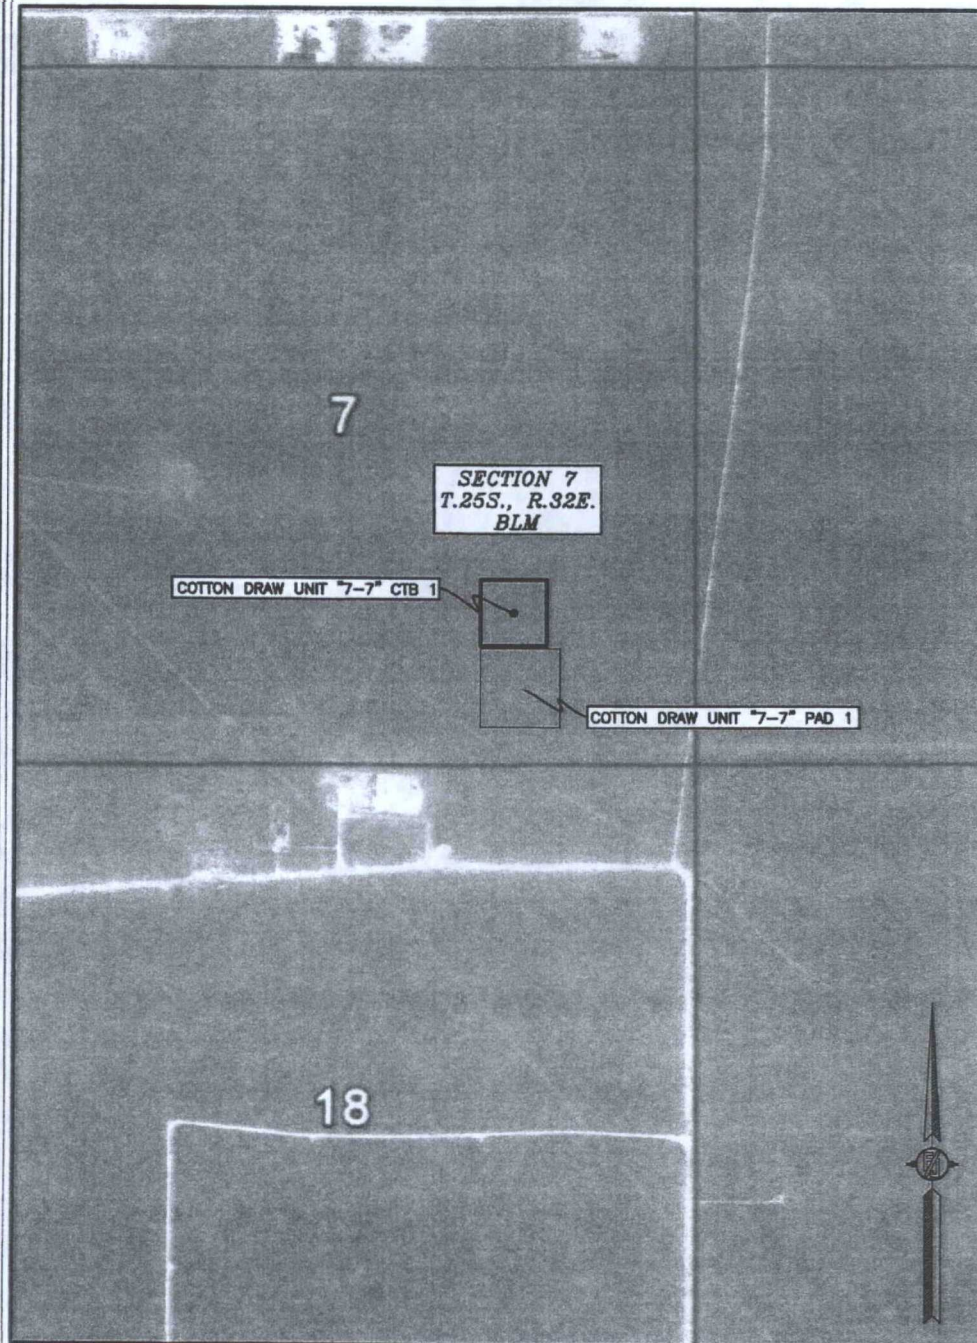 7
SECTION 7
T.25S., R.32E.
BLM
COTTON DRAW UNIT "7-7" CTB 1
COTTON DRAW UNIT "7-7" PAD 1
18